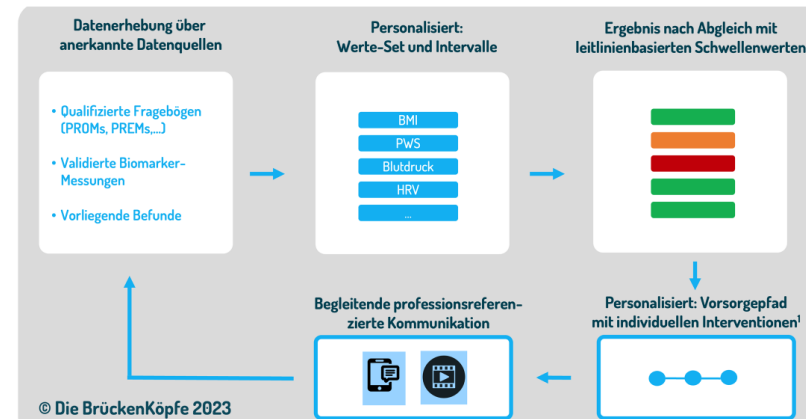 Datenerhebung über
anerkannte Datenquellen
• Qualifizierte Fragebögen
(PROMs, PREMs,...)
• Validierte Biomarker-
Messungen
• Vorliegende Befunde
Personalisiert:
Werte-Set und Intervalle
BMI
PWS
Blutdruck
HRV
...
Ergebnis nach Abgleich mit
leitlinienbasierten Schwellenwerten
Personalisiert: Vorsorgepfad
mit individuellen Interventionen¹
Begleitende professionsreferen-
zierte Kommunikation
© Die BrückenKöpfe 2023